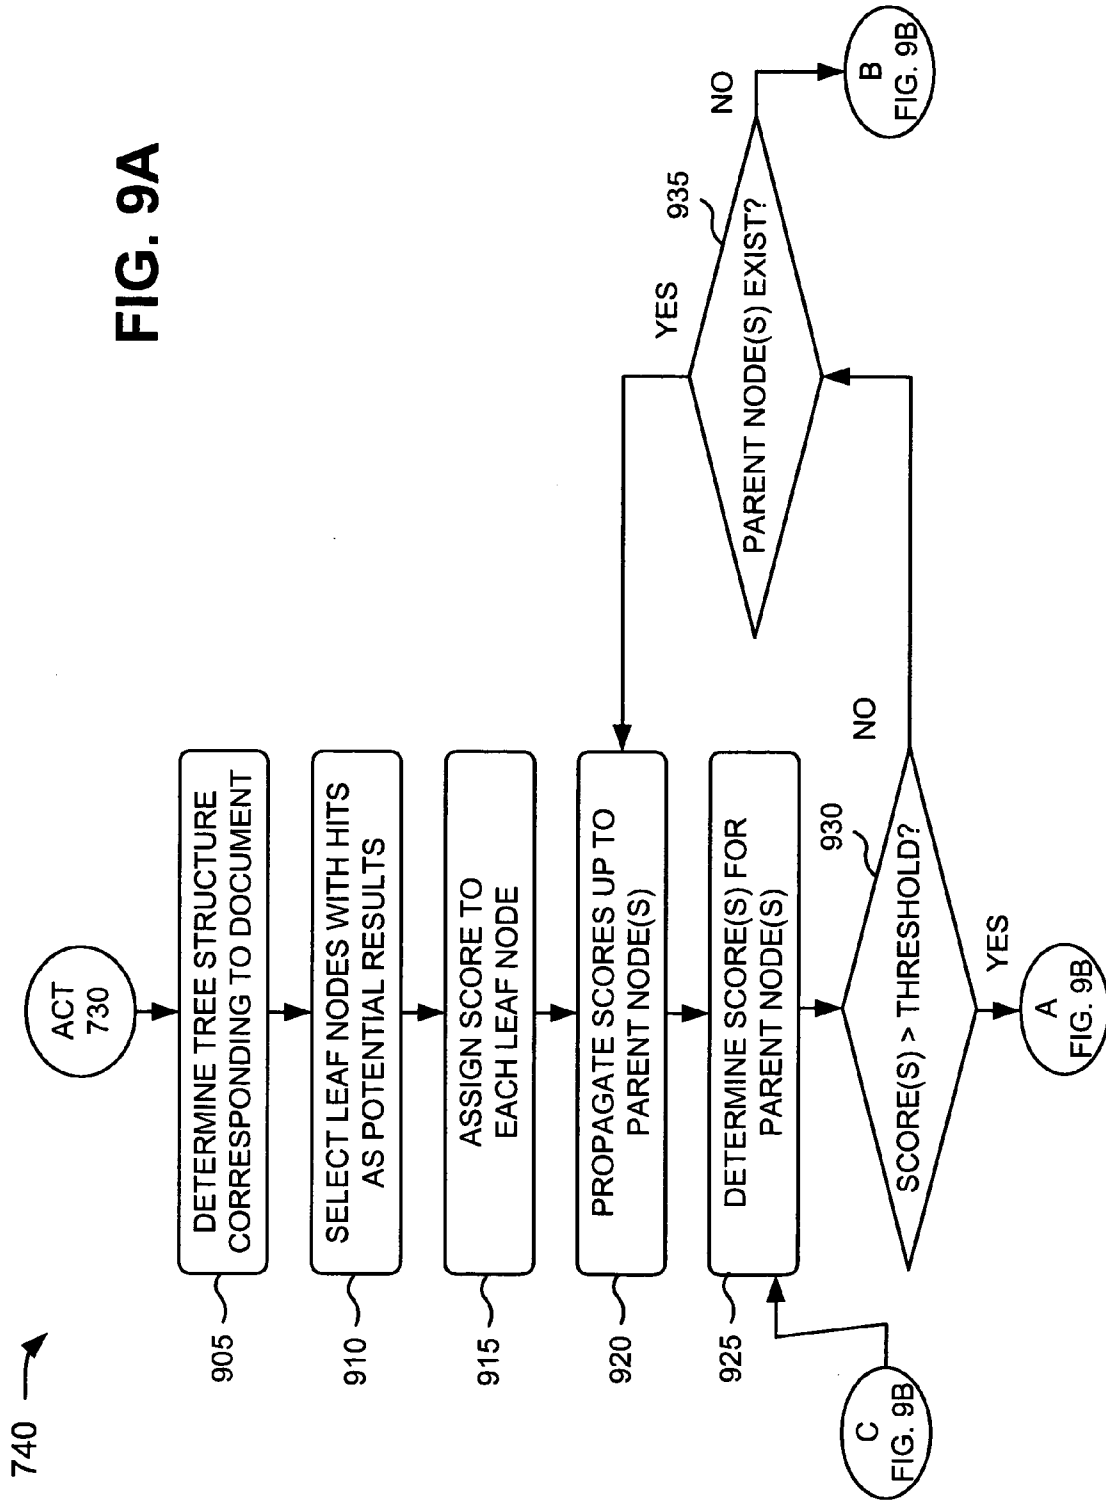 FIG. 9A
740
ACT
730
DETERMINE TREE STRUCTURE
CORRESPONDING TO DOCUMENT
905
SELECT LEAF NODES WITH HITS
AS POTENTIAL RESULTS
910
ASSIGN SCORE TO
EACH LEAF NODE
915
PROPAGATE SCORES UP TO
PARENT NODE(S)
920
DETERMINE SCORE(S) FOR
PARENT NODE(S)
925
C
FIG. 9B
SCORE(S) > THRESHOLD?
930
NO
YES
A
FIG. 9B
PARENT NODE(S) EXIST?
935
YES
NO
B
FIG. 9B